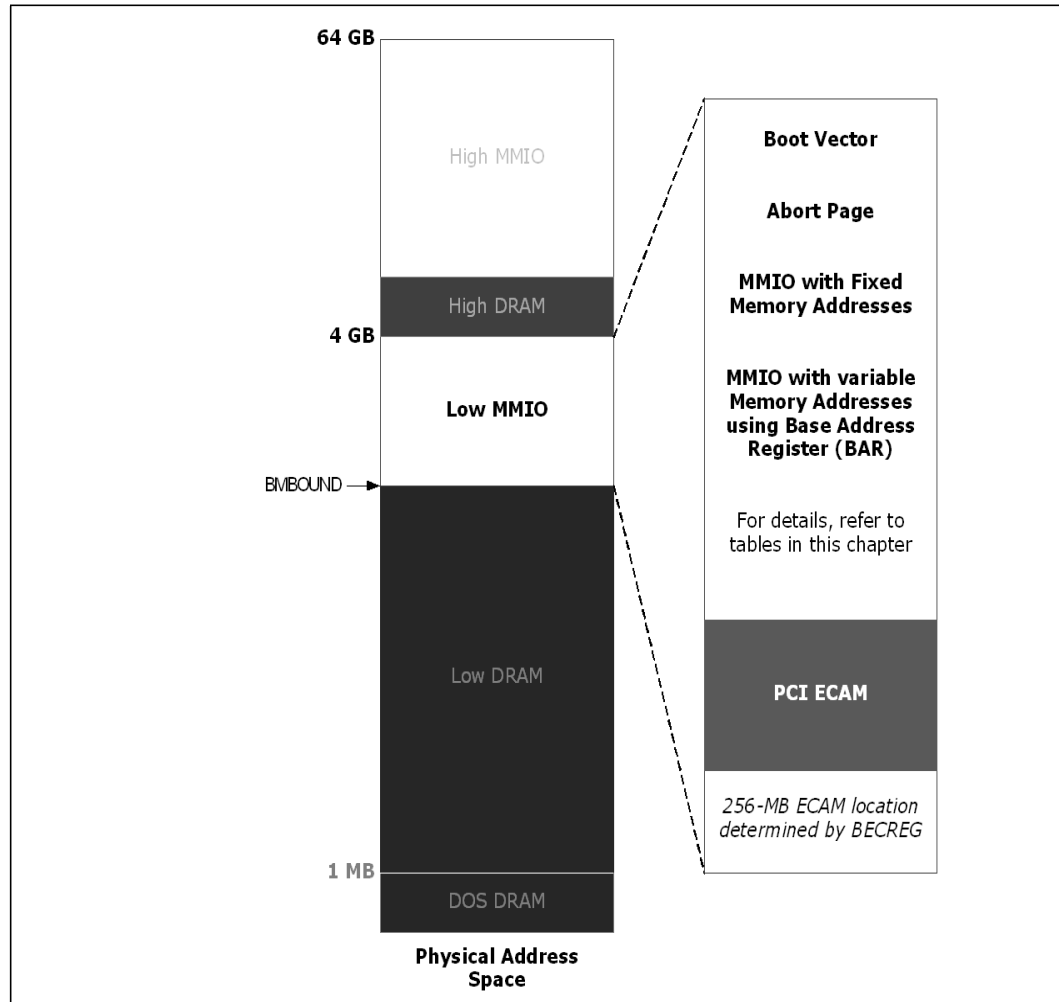 64 GB
High MMIO
High DRAM
4 GB
Low MMIO
BMBOUND
Low DRAM
1 MB
DOS DRAM
Physical Address
Space
Boot Vector
Abort Page
MMIO with Fixed
Memory Addresses
MMIO with variable
Memory Addresses
using Base Address
Register (BAR)
For details, refer to
tables in this chapter
PCI ECAM
256-MB ECAM location
determined by BECREG